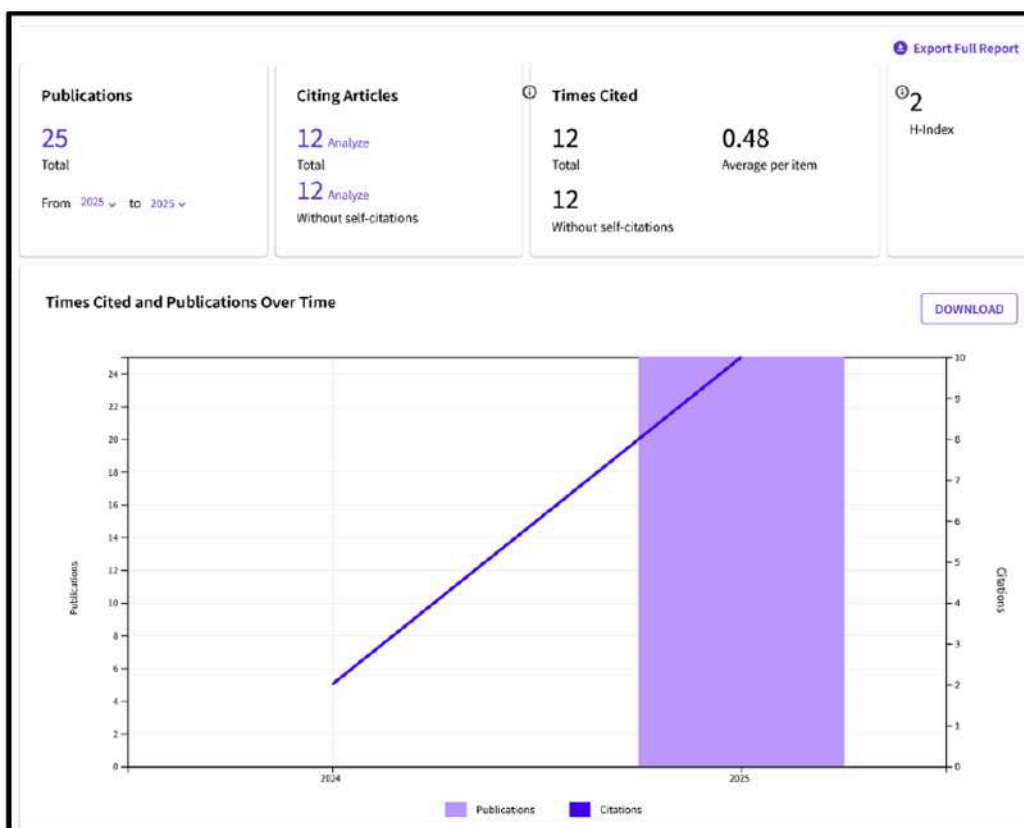 Export Full Report
Publications
25
Total
From 2025 to 2025
Citing Articles
12 Analyze
Total
12 Analyze
Without self-citations
Times Cited
12
Total
12
Without self-citations
0.48
Average per item
2
H-Index
Times Cited and Publications Over Time
DOWNLOAD
24
22
20
18
16
14
12
10
8
6
4
2
0
Publications
10
9
8
7
6
5
4
3
2
1
0
Citations
2024
2025
Publications
Citations